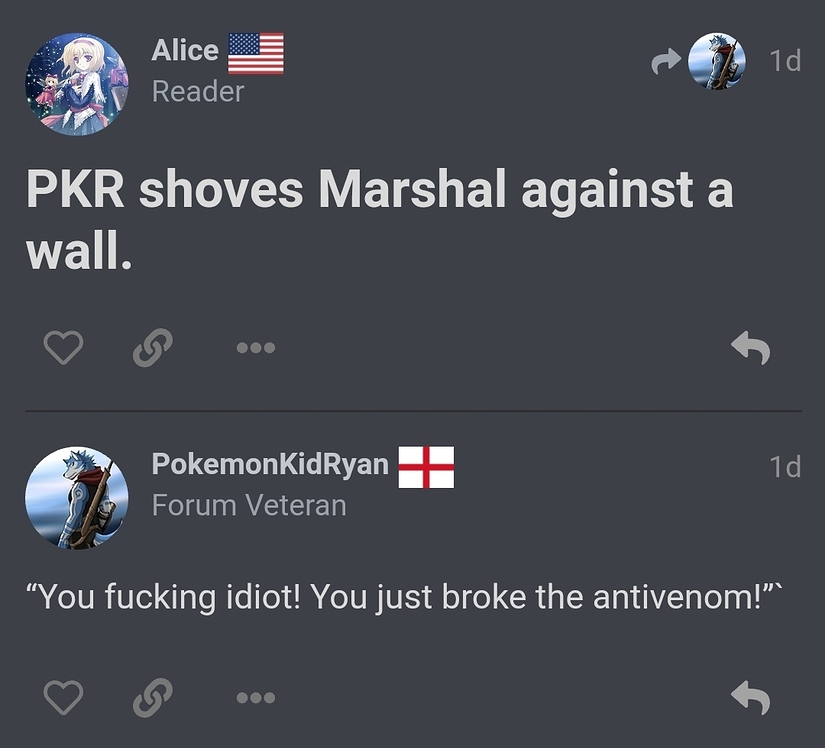 Alice
1d
Reader
PKR shoves Marshal against a
wall.
PokemonKidRyan
1d
Forum Veteran
“You fucking idiot! You just broke the antivenom!”`